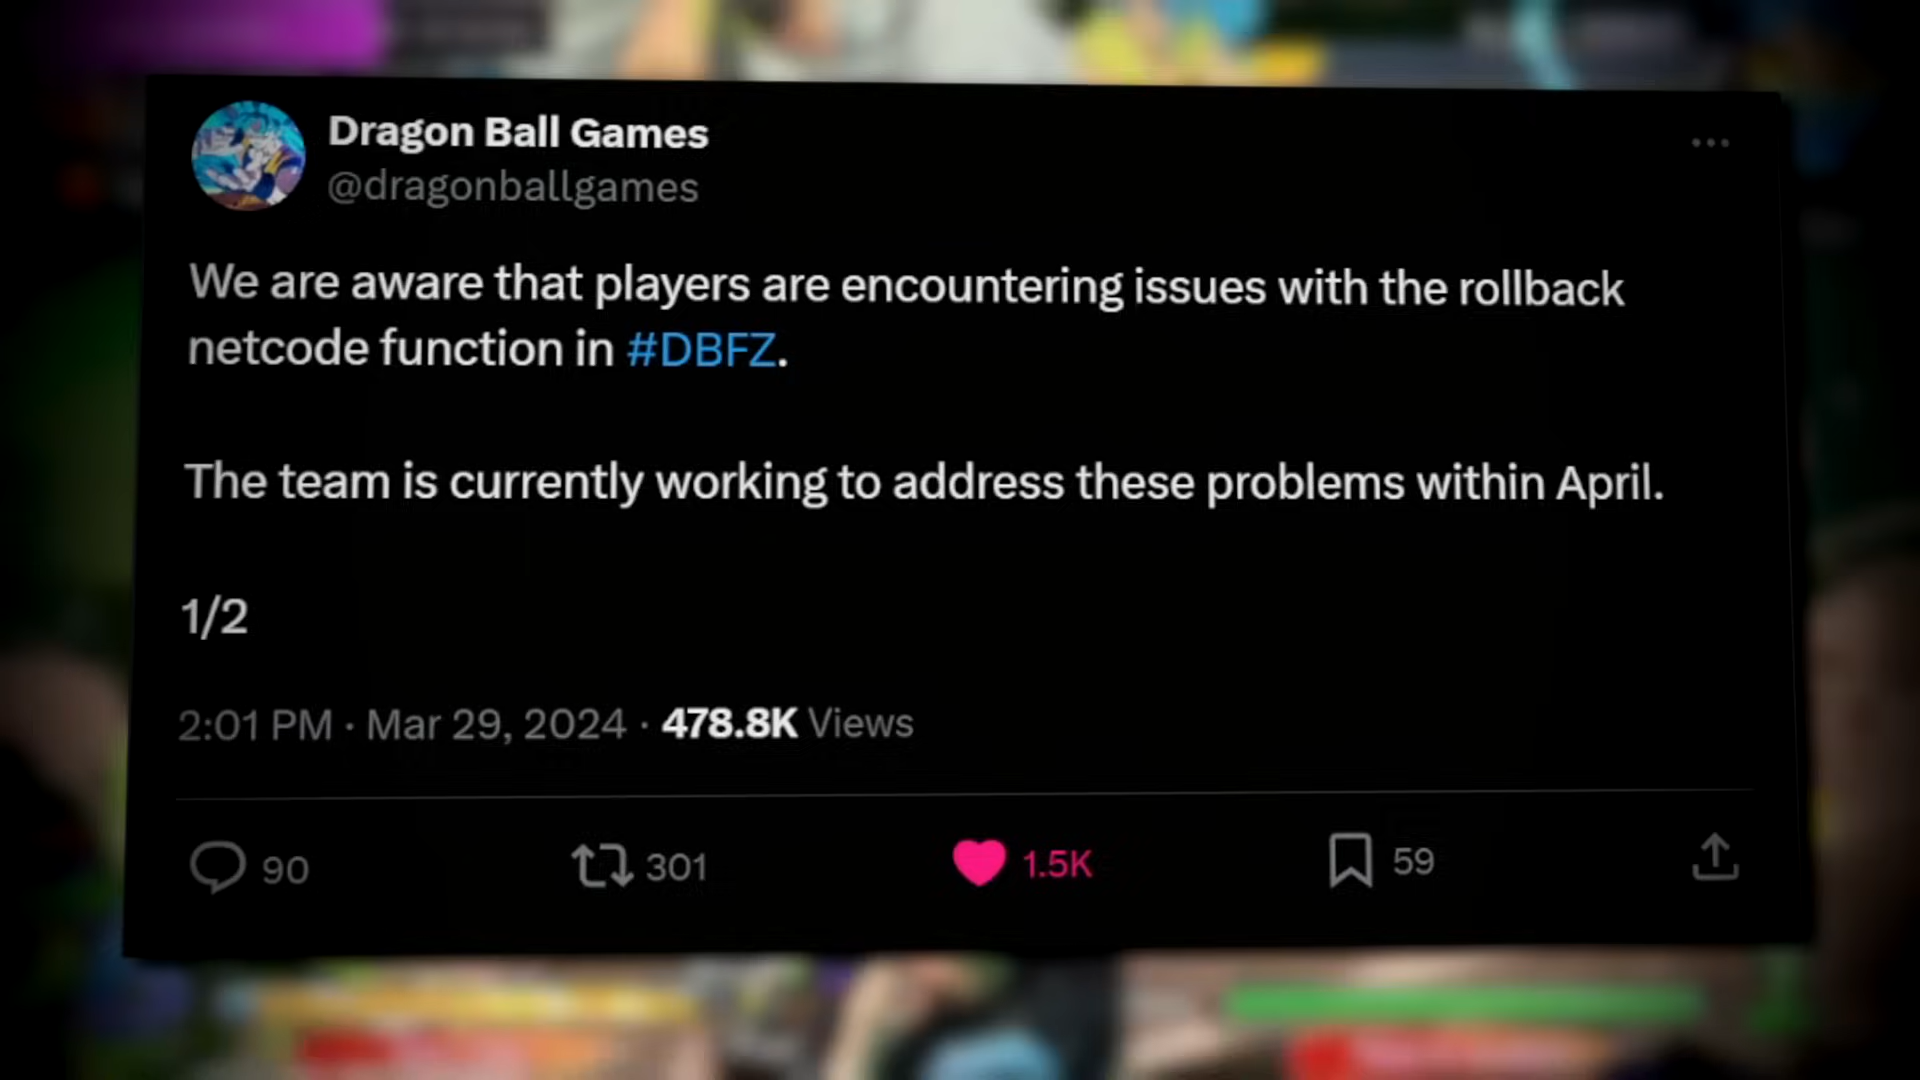 Dragon Ball Games
@dragonballgames
We are aware that players are encountering issues with the rollback
netcode function in #DBFZ.
The team is currently working to address these problems within April.
1/2
2:01 PM · Mar 29, 2024 · 478.8K Views
90 301 1.5K 59